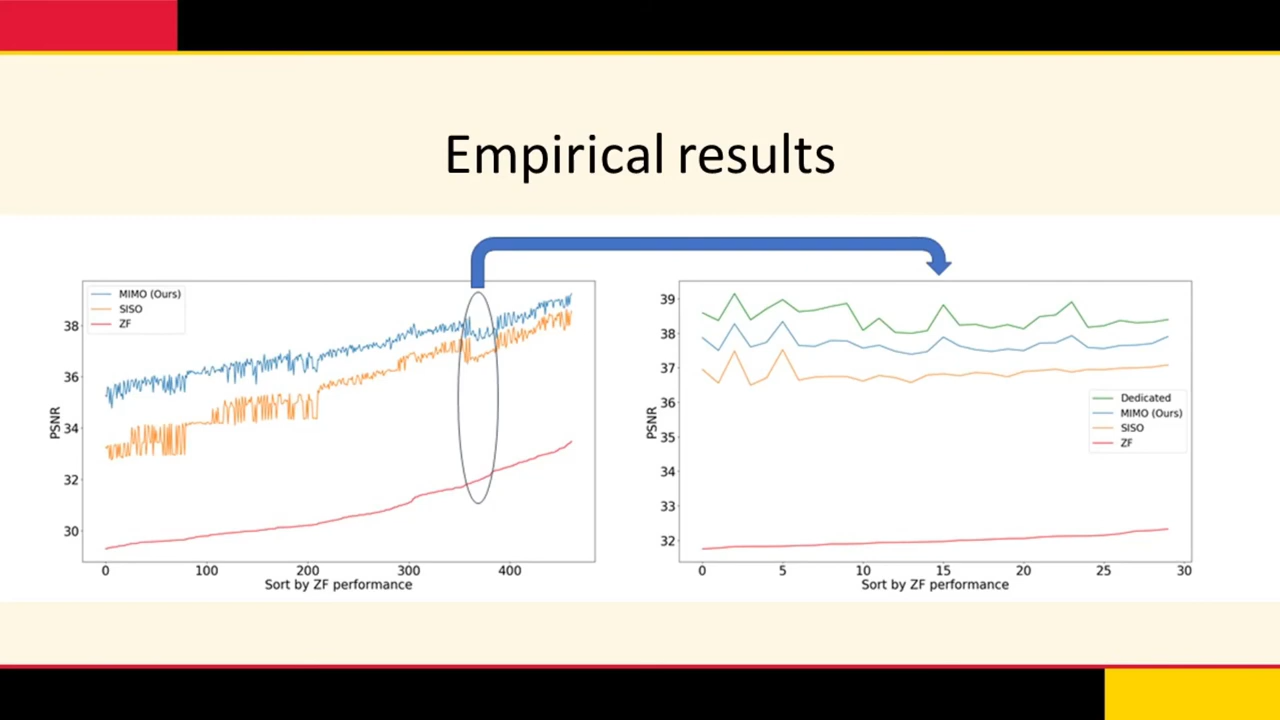 Empirical results
MIMO (Ours)
SISO
ZF
38
36
34
32
30
PSNR
0 100 200 300 400
Sort by ZF performance
39
38
37
36
35
34
33
32
PSNR
Dedicated
MIMO (Ours)
SISO
ZF
0 5 10 15 20 25 30
Sort by ZF performance